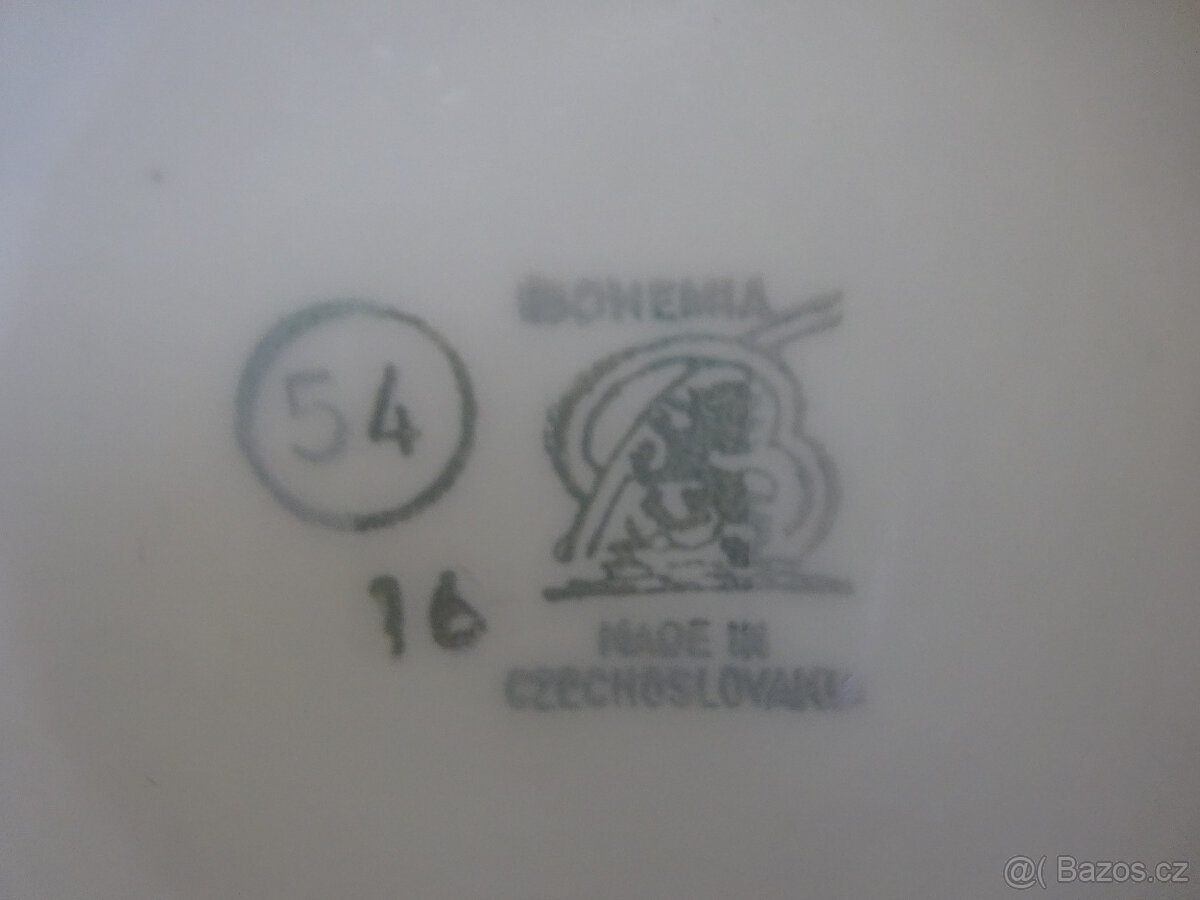 BOHEMIA
54
16
MADE IN
CZECHOSLOVAKIA
@( Bazos.cz